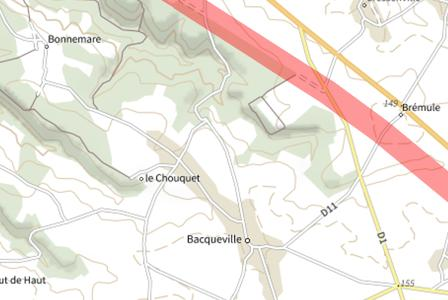 Bonnemare
149
Brémule
le Chouquet
D11
Bacqueville
D1
ut de Haut
155